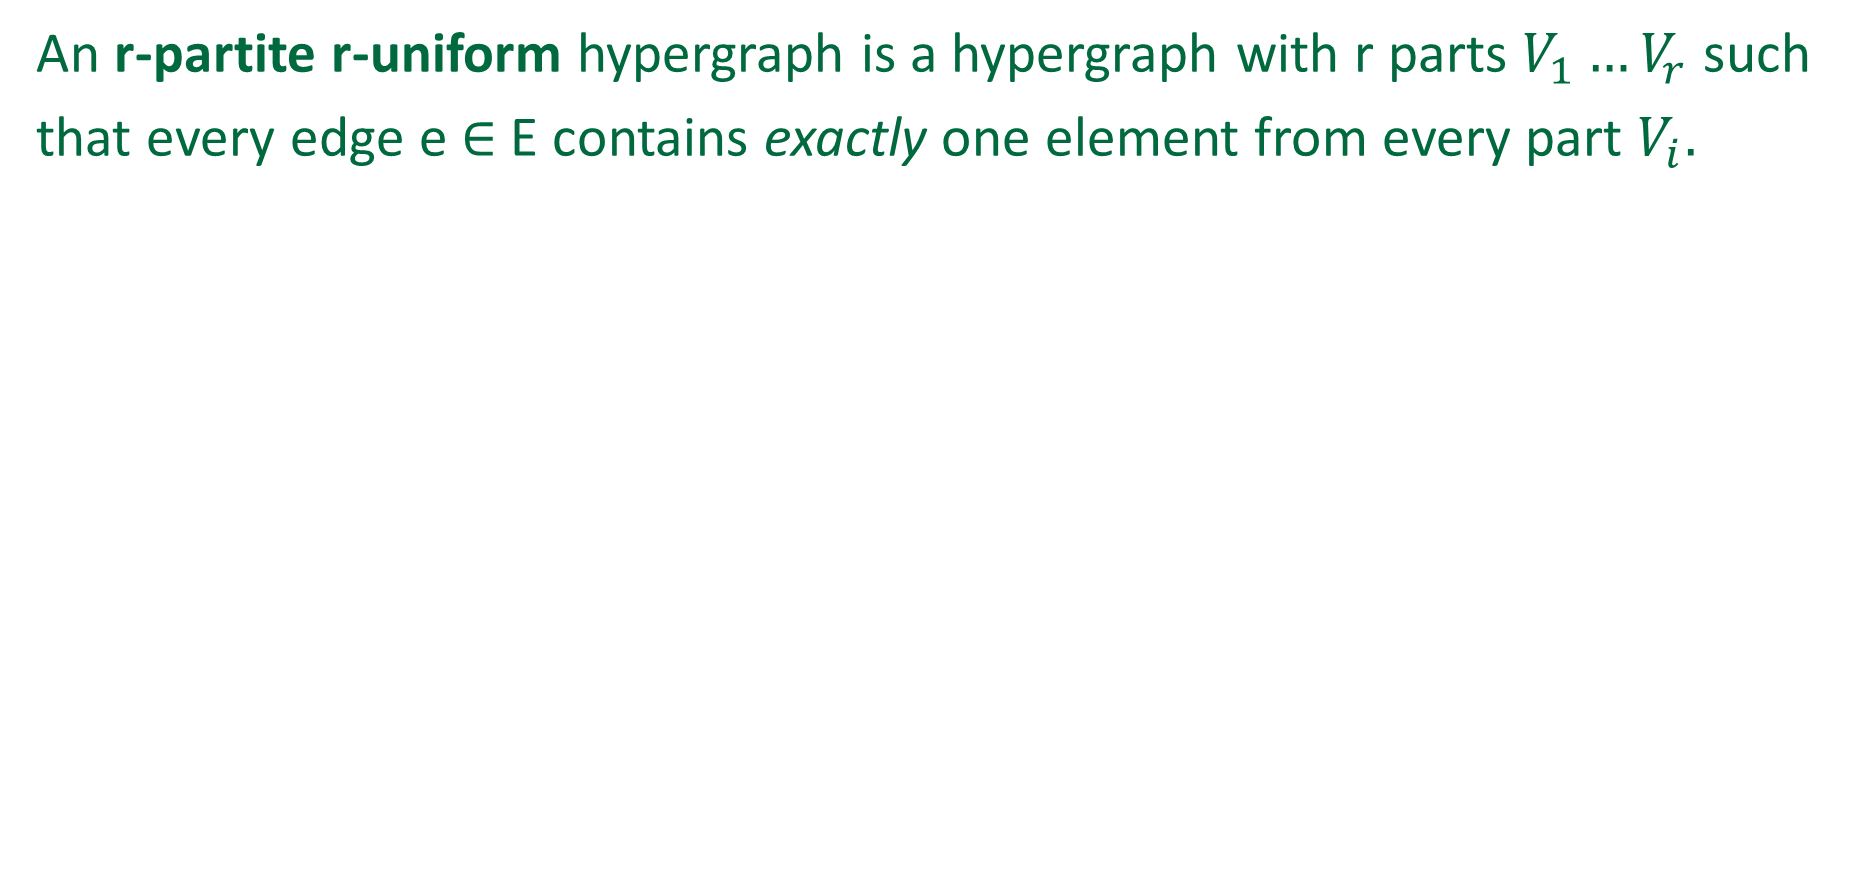 An r-partite r-uniform hypergraph is a hypergraph with r parts V₁ … Vᵣ such
that every edge e ∈ E contains exactly one element from every part Vᵢ.